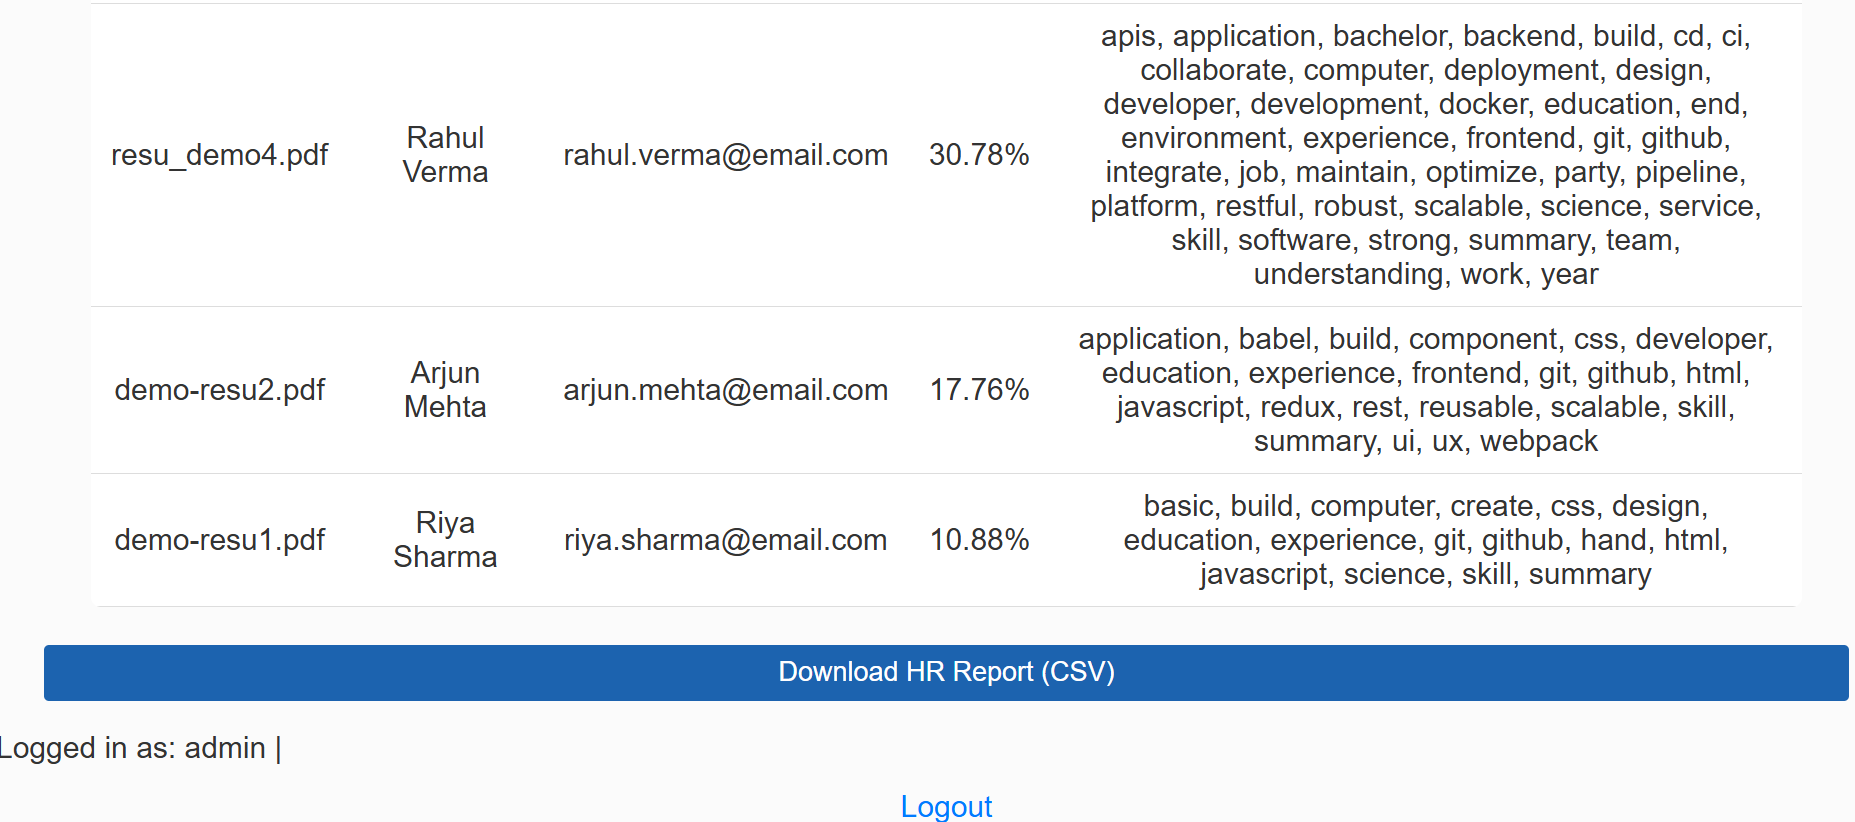 resu_demo4.pdf
Rahul
Verma
rahul.verma@email.com
30.78%
apis, application, bachelor, backend, build, cd, ci,
collaborate, computer, deployment, design,
developer, development, docker, education, end,
environment, experience, frontend, git, github,
integrate, job, maintain, optimize, party, pipeline,
platform, restful, robust, scalable, science, service,
skill, software, strong, summary, team,
understanding, work, year
demo-resu2.pdf
Arjun
Mehta
arjun.mehta@email.com
17.76%
application, babel, build, component, css, developer,
education, experience, frontend, git, github, html,
javascript, redux, rest, reusable, scalable, skill,
summary, ui, ux, webpack
demo-resu1.pdf
Riya
Sharma
riya.sharma@email.com
10.88%
basic, build, computer, create, css, design,
education, experience, git, github, hand, html,
javascript, science, skill, summary
Download HR Report (CSV)
Logged in as: admin |
Logout